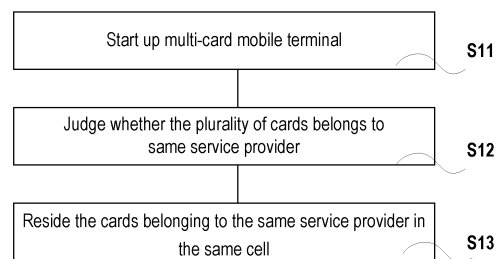 Start up multi-card mobile terminal
S11
Judge whether the plurality of cards belongs to
same service provider
S12
Reside the cards belonging to the same service provider in
the same cell
S13